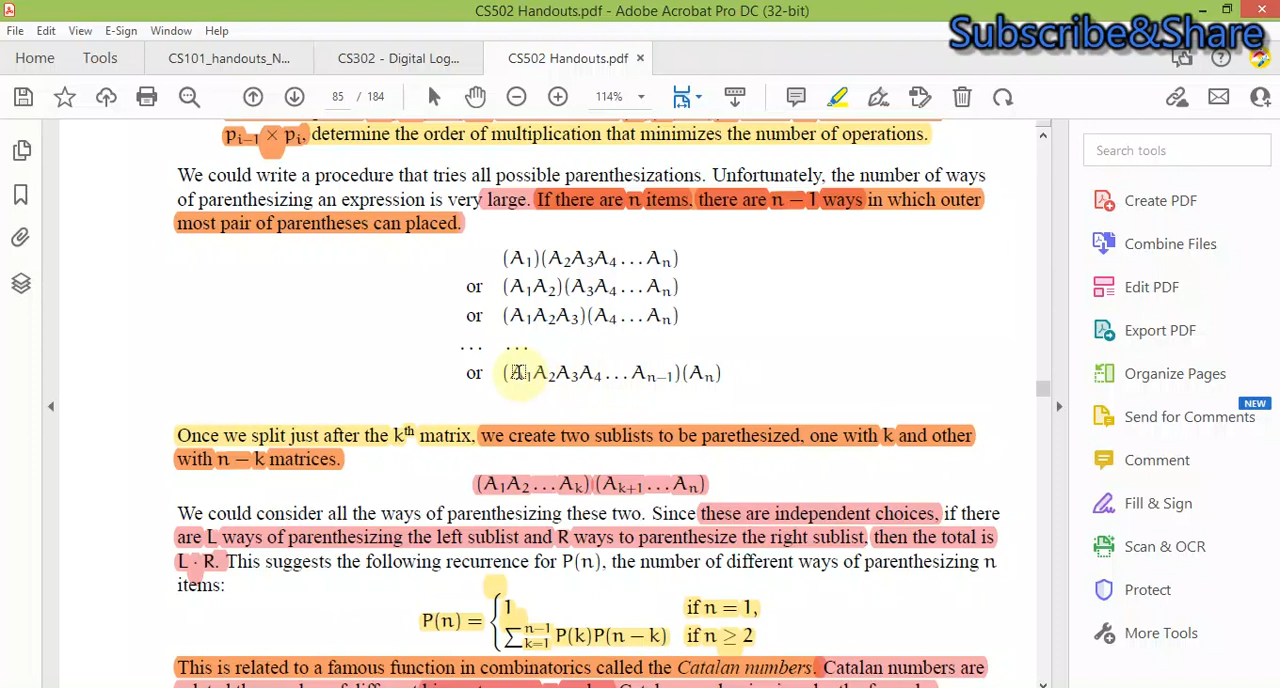 CS502 Handouts.pdf - Adobe Acrobat Pro DC (32-bit)
Subscribe&Share
File Edit View E-Sign Window Help
Home Tools CS101_handouts_N... CS302 - Digital Log... CS502 Handouts.pdf ×
85 / 184 114%
p_{i−1} × p_i, determine the order of multiplication that minimizes the number of operations.
We could write a procedure that tries all possible parenthesizations. Unfortunately, the number of ways
of parenthesizing an expression is very large. If there are n items, there are n − 1 ways in which outer
most pair of parentheses can placed.
(A₁)(A₂A₃A₄ . . . Aₙ)
or (A₁A₂)(A₃A₄ . . . Aₙ)
or (A₁A₂A₃)(A₄ . . . Aₙ)
. . . . . .
or (A₁A₂A₃A₄ . . . Aₙ₋₁)(Aₙ)
Once we split just after the kᵗʰ matrix, we create two sublists to be parethesized, one with k and other
with n − k matrices.
(A₁A₂ . . . Aₖ)(Aₖ₊₁ . . . Aₙ)
We could consider all the ways of parenthesizing these two. Since these are independent choices, if there
are L ways of parenthesizing the left sublist and R ways to parenthesize the right sublist, then the total is
L · R. This suggests the following recurrence for P(n), the number of different ways of parenthesizing n
items:
P(n) = { 1 if n = 1,
∑_{k=1}^{n−1} P(k)P(n − k) if n ≥ 2
This is related to a famous function in combinatorics called the Catalan numbers. Catalan numbers are
Search tools
Create PDF
Combine Files
Edit PDF
Export PDF
Organize Pages
NEW
Send for Comments
Comment
Fill & Sign
Scan & OCR
Protect
More Tools